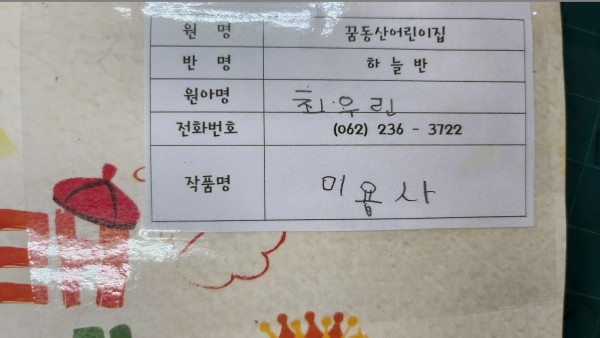 원 명 꿈동산어린이집
반 명 하늘반
원아명 최우린
전화번호 (062) 236 - 3722
작품명 미용사